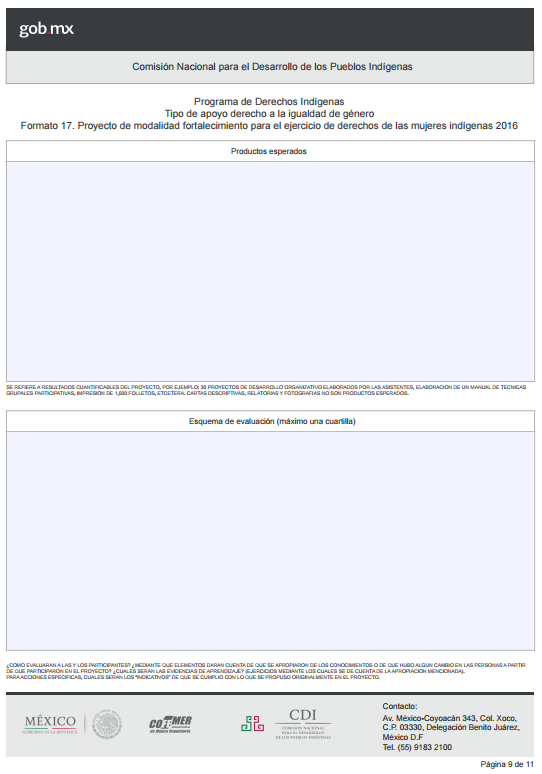 gob.mx
Comisión Nacional para el Desarrollo de los Pueblos Indígenas
Programa de Derechos Indígenas
Tipo de apoyo derecho a la igualdad de género
Formato 17. Proyecto de modalidad fortalecimiento para el ejercicio de derechos de las mujeres indígenas 2016
Productos esperados
SE REFIERE A RESULTADOS CUANTIFICABLES DEL PROYECTO, POR EJEMPLO: 30 PROYECTOS DE DESARROLLO ORGANIZATIVO ELABORADOS POR LAS ASISTENTES, ELABORACION DE UN MANUAL DE TECNICAS
GRUPALES PARTICIPATIVAS, IMPRESION DE 1,000 FOLLETOS, ETCETERA. CARTAS DESCRIPTIVAS, RELATORIAS Y FOTOGRAFIAS NO SON PRODUCTOS ESPERADOS.
Esquema de evaluación (máximo una cuartilla)
¿COMO EVALUARAN A LAS Y LOS PARTICIPANTES? ¿MEDIANTE QUE ELEMENTOS DARAN CUENTA DE QUE SE APROPIARON DE LOS CONOCIMIENTOS O DE QUE HUBO ALGUN CAMBIO EN LAS PERSONAS A PARTIR
DE QUE PARTICIPARON EN EL PROYECTO? ¿CUALES SERAN LAS EVIDENCIAS DE APRENDIZAJE? (EJERCICIOS MEDIANTE LOS CUALES SE DE CUENTA DE LA APROPIACION MENCIONADA).
PARA ACCIONES ESPECIFICAS, CUALES SERAN LOS "INDICATIVOS" DE QUE SE CUMPLIO CON LO QUE SE PROPUSO ORIGINALMENTE EN EL PROYECTO.
MÉXICO
GOBIERNO DE LA REPÚBLICA
COFEMER
de Mejora Regulatoria
CDI
COMISIÓN NACIONAL
PARA EL DESARROLLO
DE LOS PUEBLOS INDÍGENAS
Contacto:
Av. México-Coyoacán 343, Col. Xoco,
C.P. 03330, Delegación Benito Juárez,
México D.F
Tel. (55) 9183 2100
Página 9 de 11